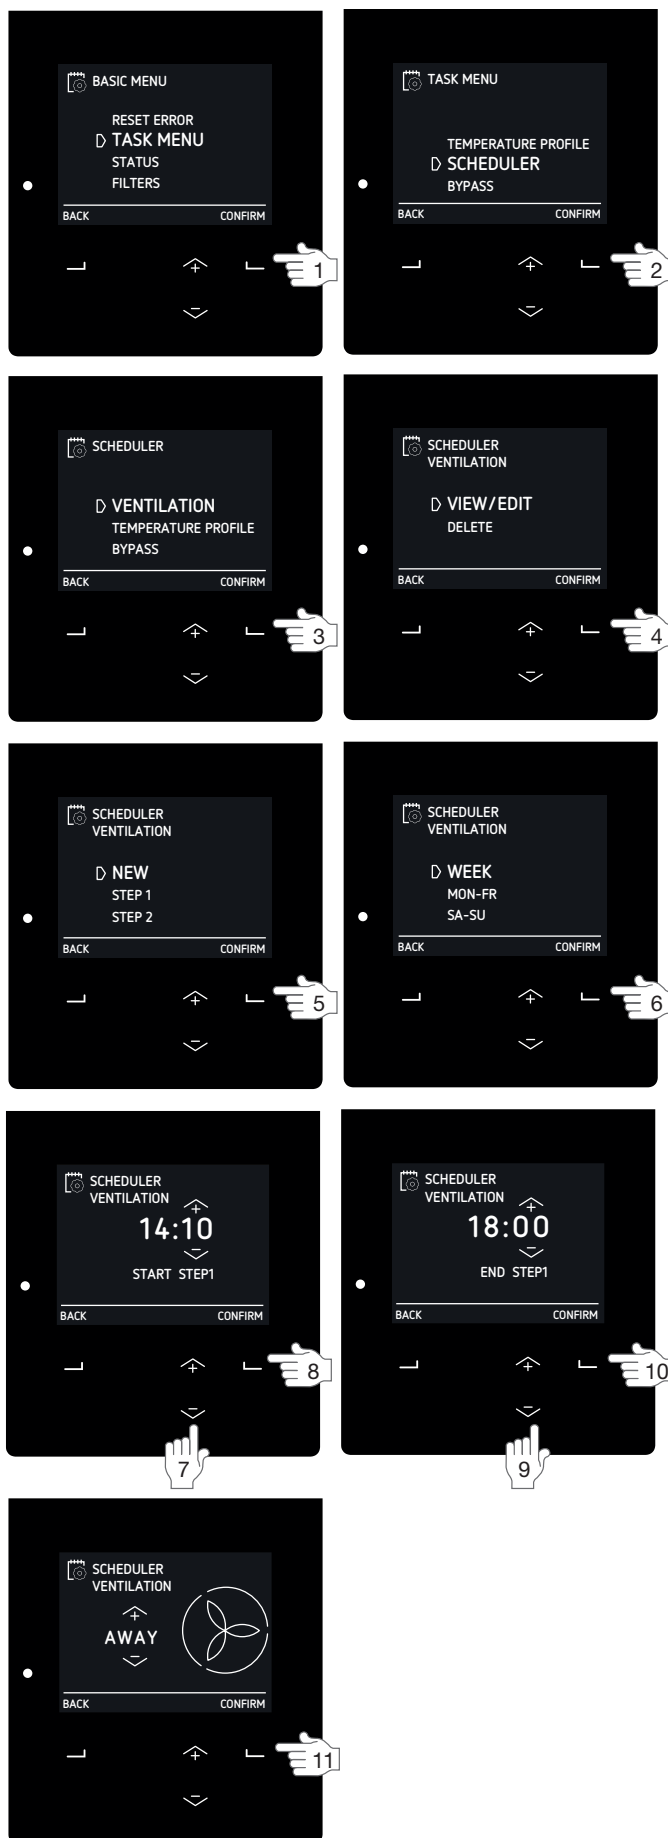 BASIC MENU
RESET ERROR
TASK MENU
STATUS
FILTERS
BACK CONFIRM
1
TASK MENU
TEMPERATURE PROFILE
SCHEDULER
BYPASS
BACK CONFIRM
2
SCHEDULER
VENTILATION
TEMPERATURE PROFILE
BYPASS
BACK CONFIRM
3
SCHEDULER
VENTILATION
VIEW/EDIT
DELETE
BACK CONFIRM
4
SCHEDULER
VENTILATION
NEW
STEP 1
STEP 2
BACK CONFIRM
5
SCHEDULER
VENTILATION
WEEK
MON-FR
SA-SU
BACK CONFIRM
6
SCHEDULER
VENTILATION
14:10
START STEP1
BACK CONFIRM
8
7
SCHEDULER
VENTILATION
18:00
END STEP1
BACK CONFIRM
10
9
SCHEDULER
VENTILATION
AWAY
BACK CONFIRM
11